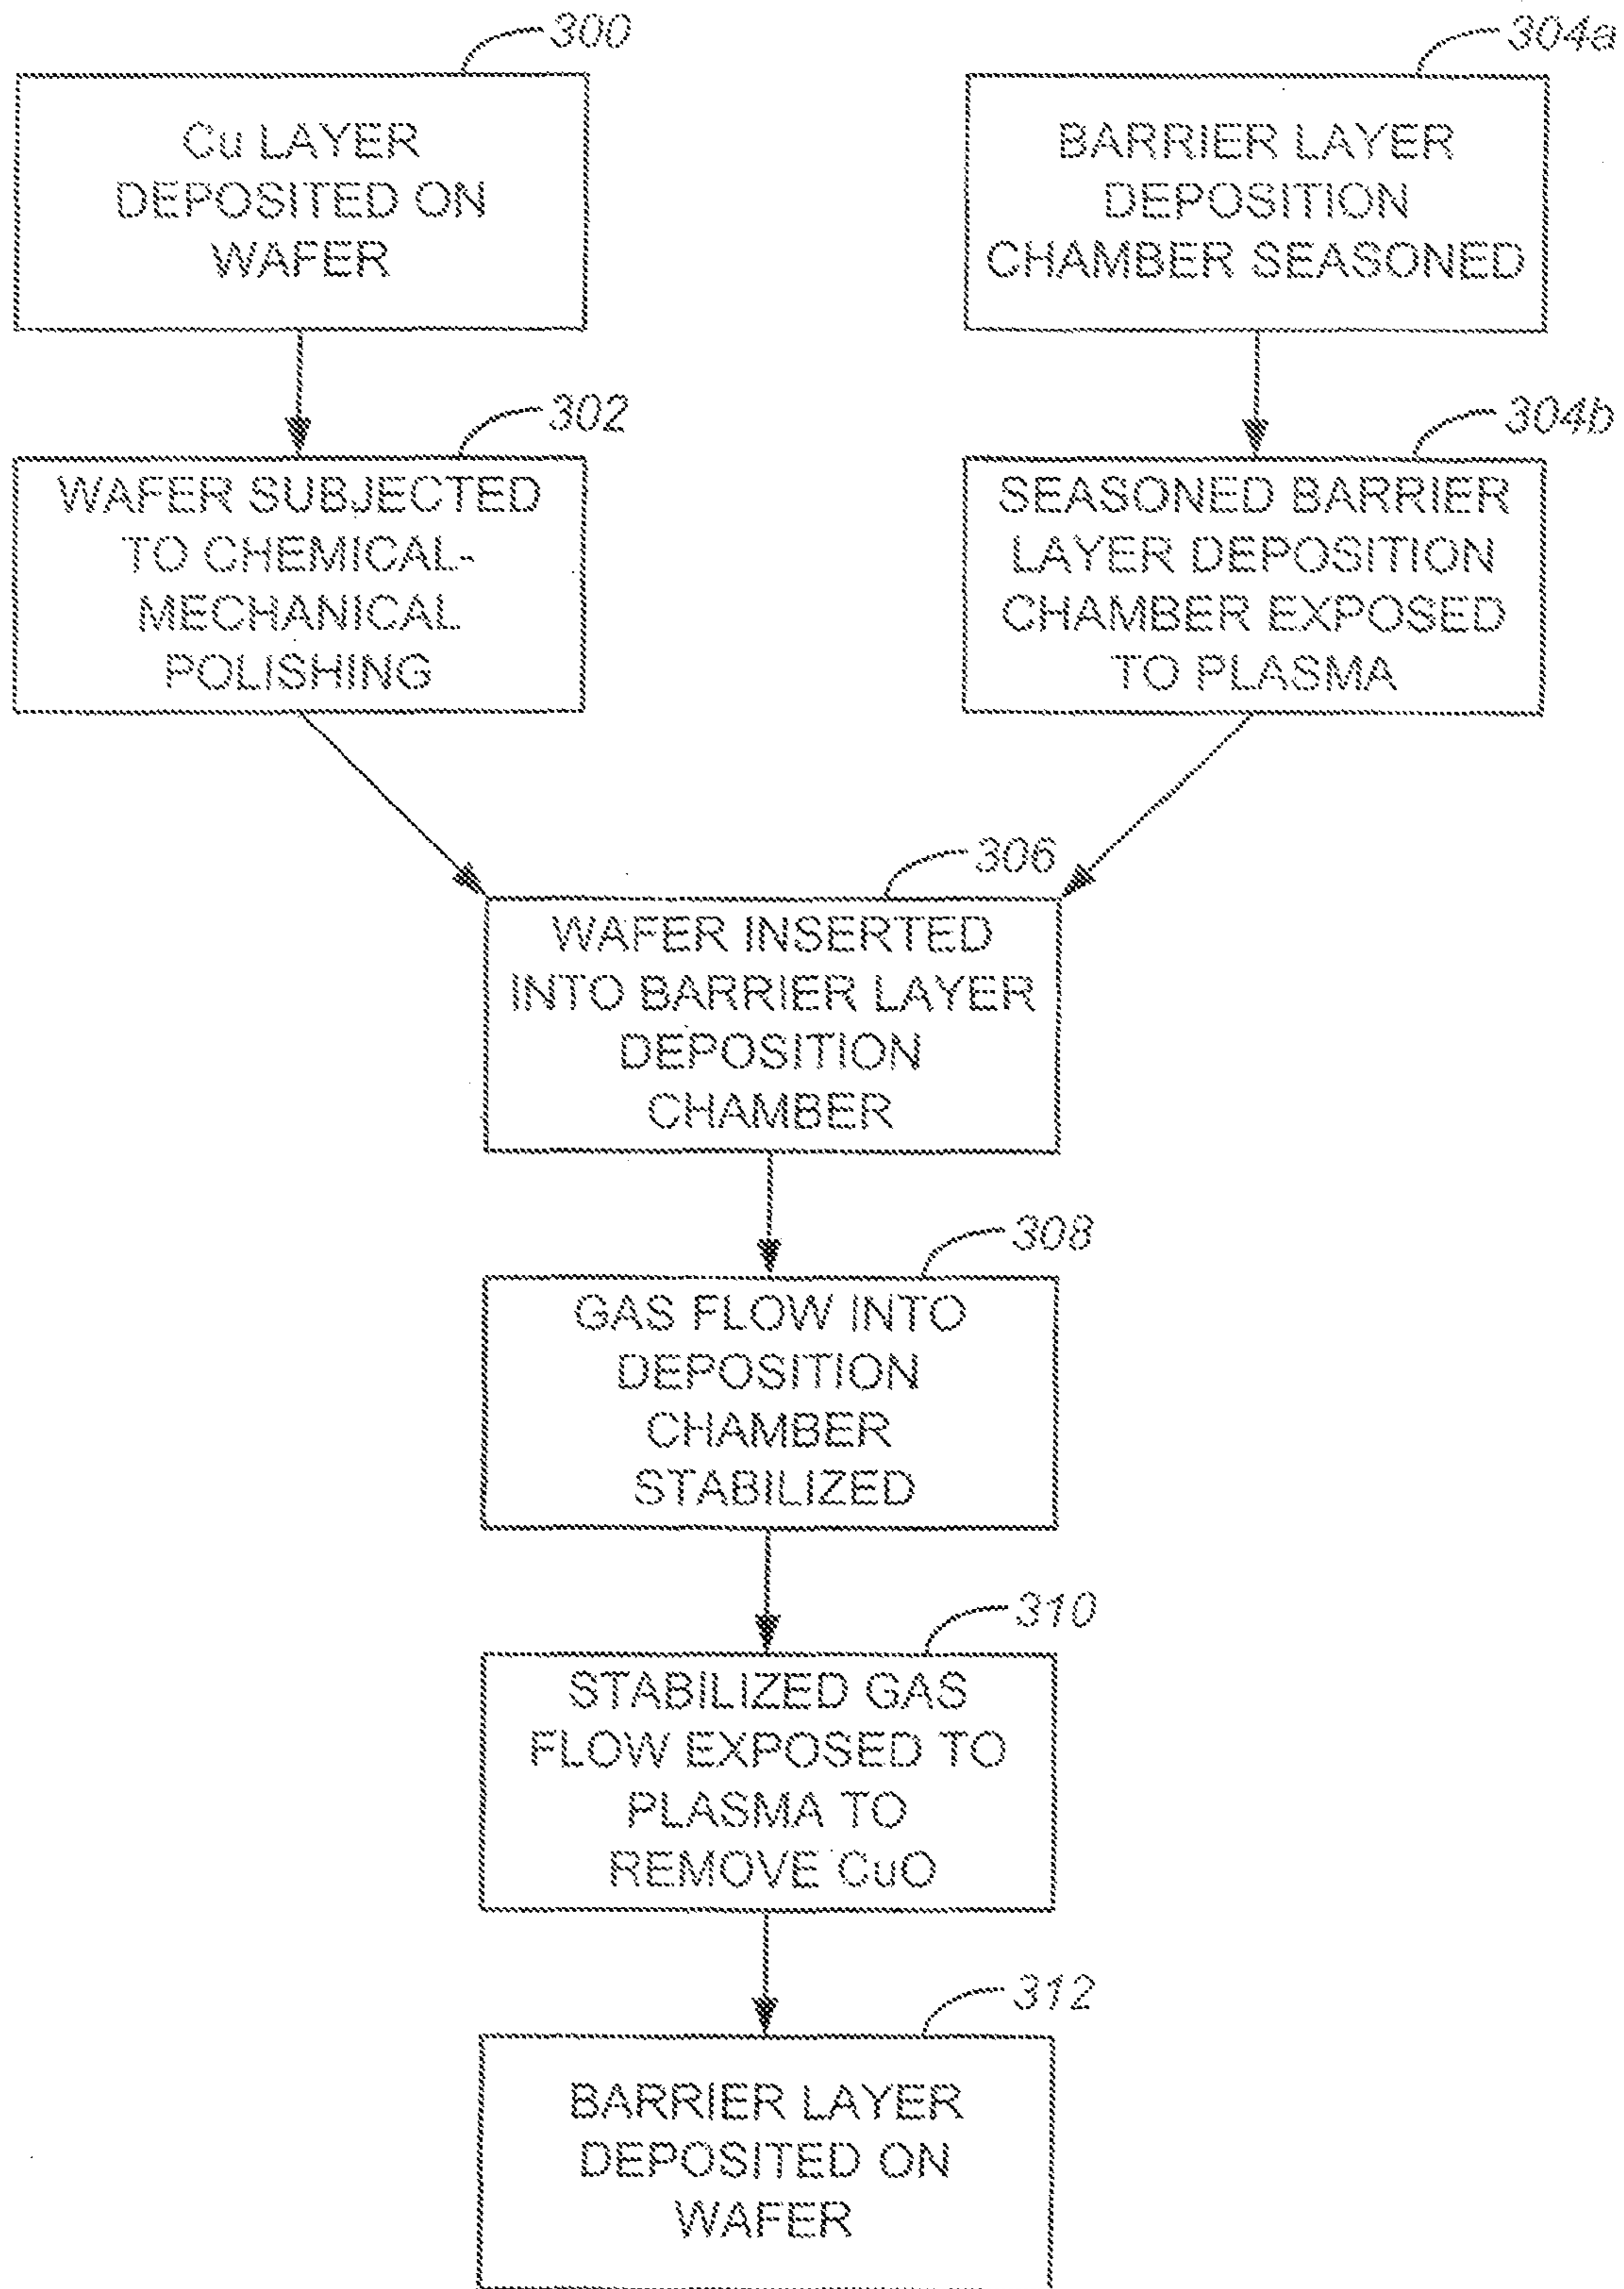 300
Cu LAYER
DEPOSITED ON
WAFER
304a
BARRIER LAYER
DEPOSITION
CHAMBER SEASONED
302
WAFER SUBJECTED
TO CHEMICAL-
MECHANICAL
POLISHING
304b
SEASONED BARRIER
LAYER DEPOSITION
CHAMBER EXPOSED
TO PLASMA
306
WAFER INSERTED
INTO BARRIER LAYER
DEPOSITION
CHAMBER
308
GAS FLOW INTO
DEPOSITION
CHAMBER
STABILIZED
310
STABILIZED GAS
FLOW EXPOSED TO
PLASMA TO
REMOVE CuO
312
BARRIER LAYER
DEPOSITED ON
WAFER